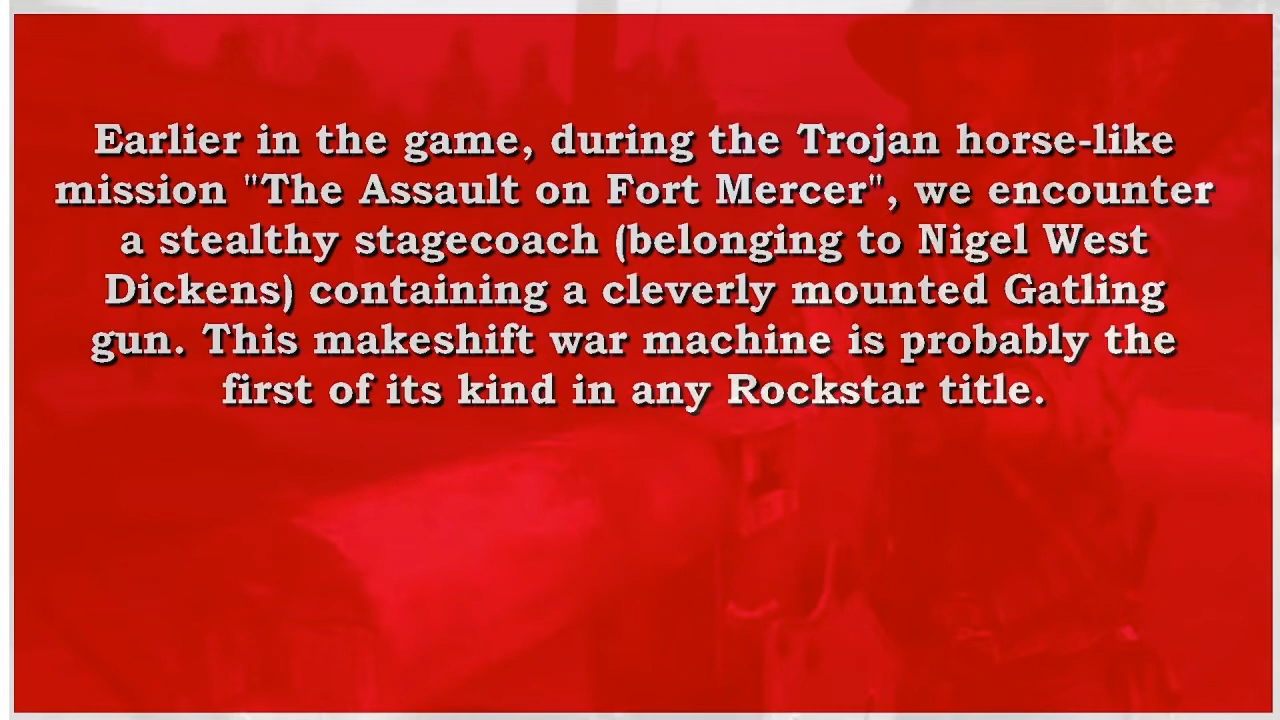 Earlier in the game, during the Trojan horse-like
mission "The Assault on Fort Mercer", we encounter
a stealthy stagecoach (belonging to Nigel West
Dickens) containing a cleverly mounted Gatling
gun. This makeshift war machine is probably the
first of its kind in any Rockstar title.